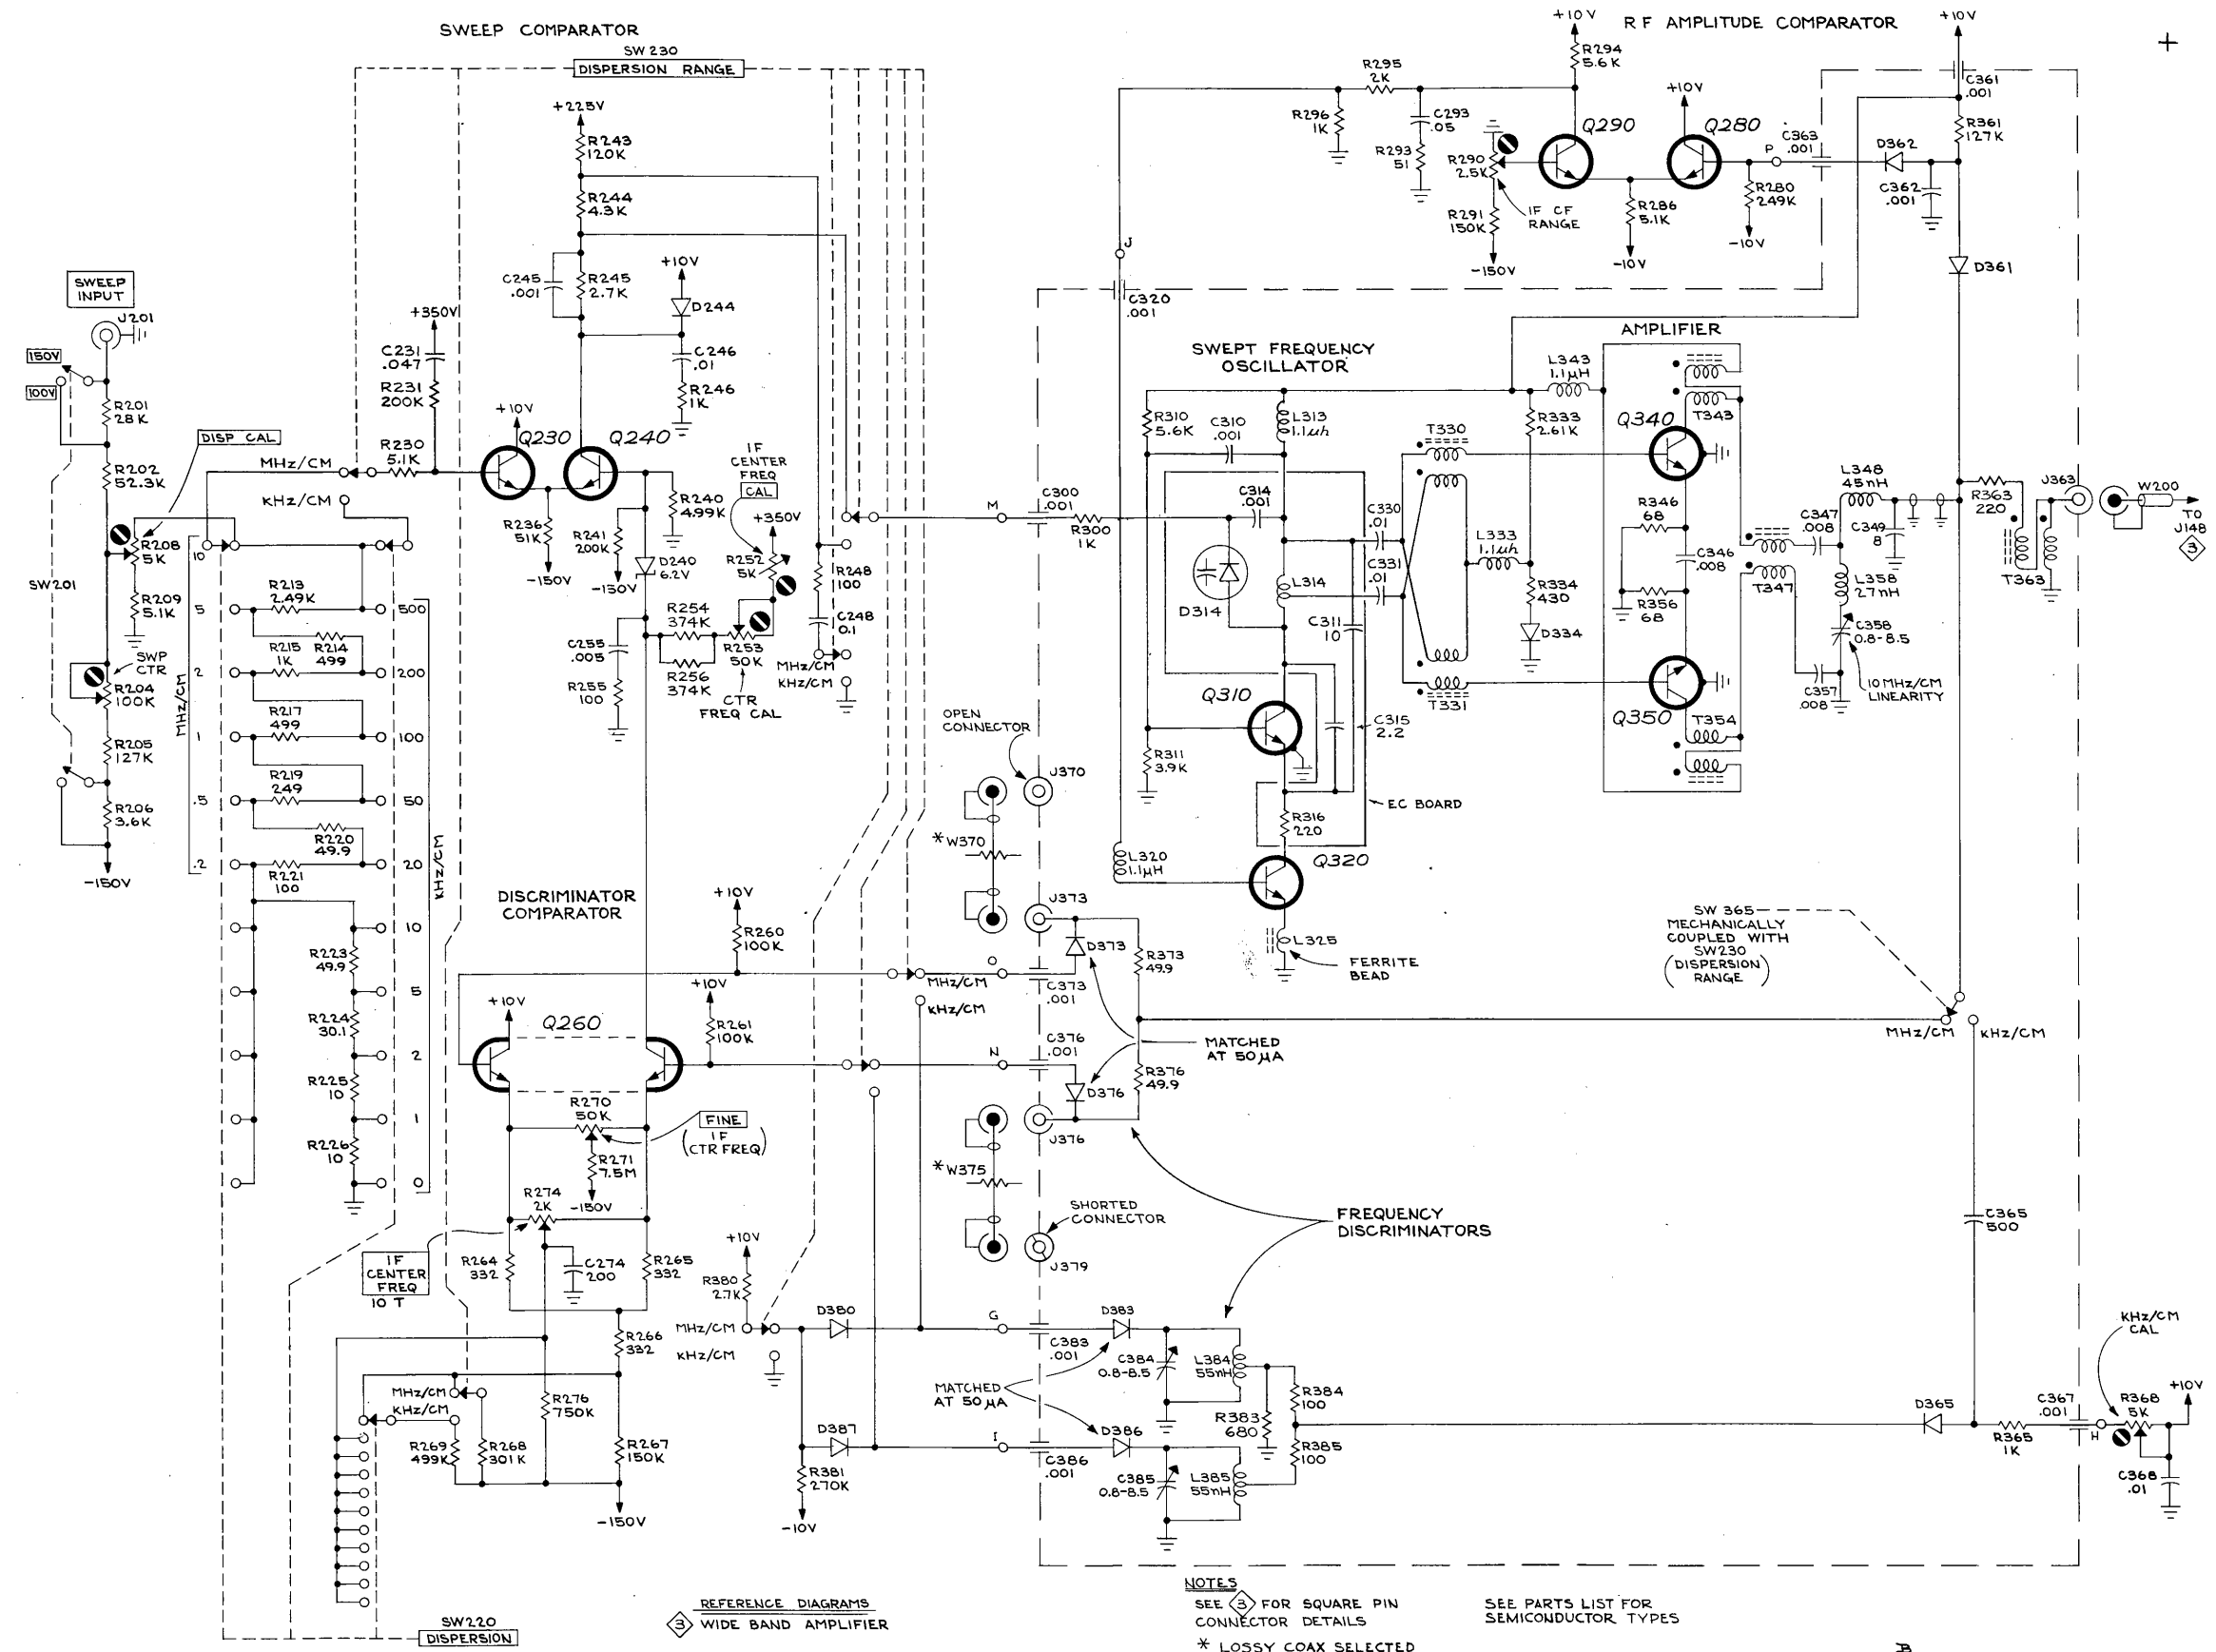 SWEEP COMPARATOR
SW 230
DISPERSION RANGE
+225V
R243
120K
R244
4.3K
C245
.001
R245
2.7K
+10V
D244
C246
.01
R246
1K
SWEEP
INPUT
J201
150V
100V
R201
28K
R202
52.3K
DISP CAL
R208
5K
R209
5.1K
SW201
SWP
CTR
R204
100K
R205
127K
R206
3.6K
-150V
+350V
C231
.047
R231
200K
R230
5.1K
MHz/CM
KHz/CM
+10V
Q230
Q240
R236
51K
-150V
R241
200K
-150V
R240
4.99K
D240
6.2V
IF
CENTER
FREQ
CAL
+350V
R252
5K
R254
374K
R256
374K
R253
50K
CTR
FREQ CAL
C255
.005
R255
100
R248
100
C248
0.1
MHz/CM
KHz/CM
MHz/CM
10
5
2
1
.5
.2
R213
2.49K
R215
1K
R214
499
R217
499
R219
249
R220
49.9
R221
100
R223
49.9
R224
30.1
R225
10
R226
10
500
200
100
50
20
10
5
2
1
0
KHz/CM
DISCRIMINATOR
COMPARATOR
+10V
R260
100K
+10V
Q260
+10V
R261
100K
R270
50K
FINE
(IF
CTR FREQ)
R271
7.5M
-150V
R274
2K
IF
CENTER
FREQ
10 T
R264
332
C274
200
R265
332
R266
332
MHz/CM
KHz/CM
R269
499K
R268
301K
R276
750K
R267
150K
-150V
SW220
DISPERSION
+10V
R380
2.7K
MHz/CM
KHz/CM
D380
D387
R381
270K
-10V
MHz/CM
KHz/CM
REFERENCE DIAGRAMS
3 WIDE BAND AMPLIFIER
RF AMPLITUDE COMPARATOR
+10V
R294
5.6K
R295
2K
R296
1K
C293
.05
R293
51
R290
2.5K
R291
150K
-150V
IF CF
RANGE
Q290
+10V
Q280
R286
5.1K
-10V
P
C363
.001
R280
249K
-10V
D362
C362
.001
+10V
C361
.001
R361
127K
D361
J
C320
.001
SWEPT FREQUENCY
OSCILLATOR
R310
5.6K
C310
.001
L313
1.1µh
M
C300
.001
R300
1K
C314
.001
D314
L314
C311
10
C330
.01
C331
.01
Q310
R311
3.9K
C315
2.2
EC BOARD
R316
220
L320
1.1µH
Q320
L325
FERRITE
BEAD
T330
T331
L333
1.1µh
R333
2.61K
R334
430
D334
AMPLIFIER
L343
1.1µH
Q340
T343
R346
68
R356
68
C346
.008
Q350
T354
T347
C347
.008
C357
.008
L348
45nH
C349
8
L358
27nH
C358
0.8-8.5
10MHz/CM
LINEARITY
R363
220
T363
J363
W200
TO
J148
3
OPEN
CONNECTOR
J370
*W370
J373
O
C373
.001
D373
R373
49.9
N
C376
.001
D376
R376
49.9
MATCHED
AT 50µA
J376
*W375
SHORTED
CONNECTOR
J379
FREQUENCY
DISCRIMINATORS
SW 365
MECHANICALLY
COUPLED WITH
SW230
(DISPERSION
RANGE)
MHz/CM
KHz/CM
C365
500
G
C383
.001
D383
C384
0.8-8.5
L384
55nH
R384
100
MATCHED
AT 50µA
R383
680
I
C386
.001
D386
C385
0.8-8.5
L385
55nH
R385
100
D365
R365
1K
C367
.001
H
KHz/CM
CAL
R368
5K
+10V
C368
.01
NOTES
SEE 3 FOR SQUARE PIN
CONNECTOR DETAILS
* LOSSY COAX SELECTED
SEE PARTS LIST FOR
SEMICONDUCTOR TYPES